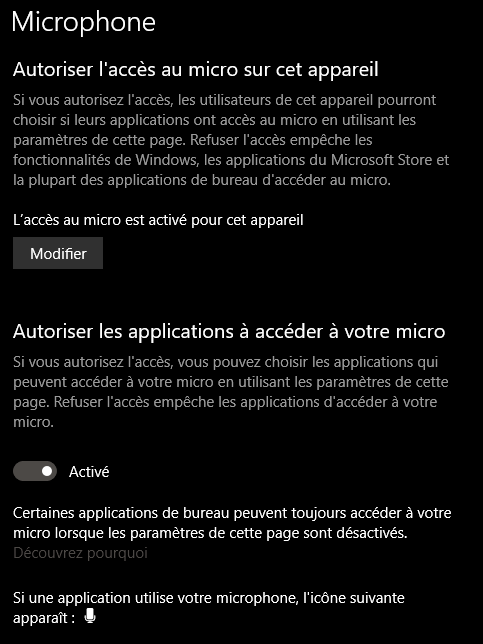 Microphone
Autoriser l'accès au micro sur cet appareil
Si vous autorisez l'accès, les utilisateurs de cet appareil pourront
choisir si leurs applications ont accès au micro en utilisant les
paramètres de cette page. Refuser l'accès empêche les
fonctionnalités de Windows, les applications du Microsoft Store et
la plupart des applications de bureau d'accéder au micro.
L'accès au micro est activé pour cet appareil
Modifier
Autoriser les applications à accéder à votre micro
Si vous autorisez l'accès, vous pouvez choisir les applications qui
peuvent accéder à votre micro en utilisant les paramètres de cette
page. Refuser l'accès empêche les applications d'accéder à votre
micro.
Activé
Certaines applications de bureau peuvent toujours accéder à votre
micro lorsque les paramètres de cette page sont désactivés.
Découvrez pourquoi
Si une application utilise votre microphone, l'icône suivante
apparaît :